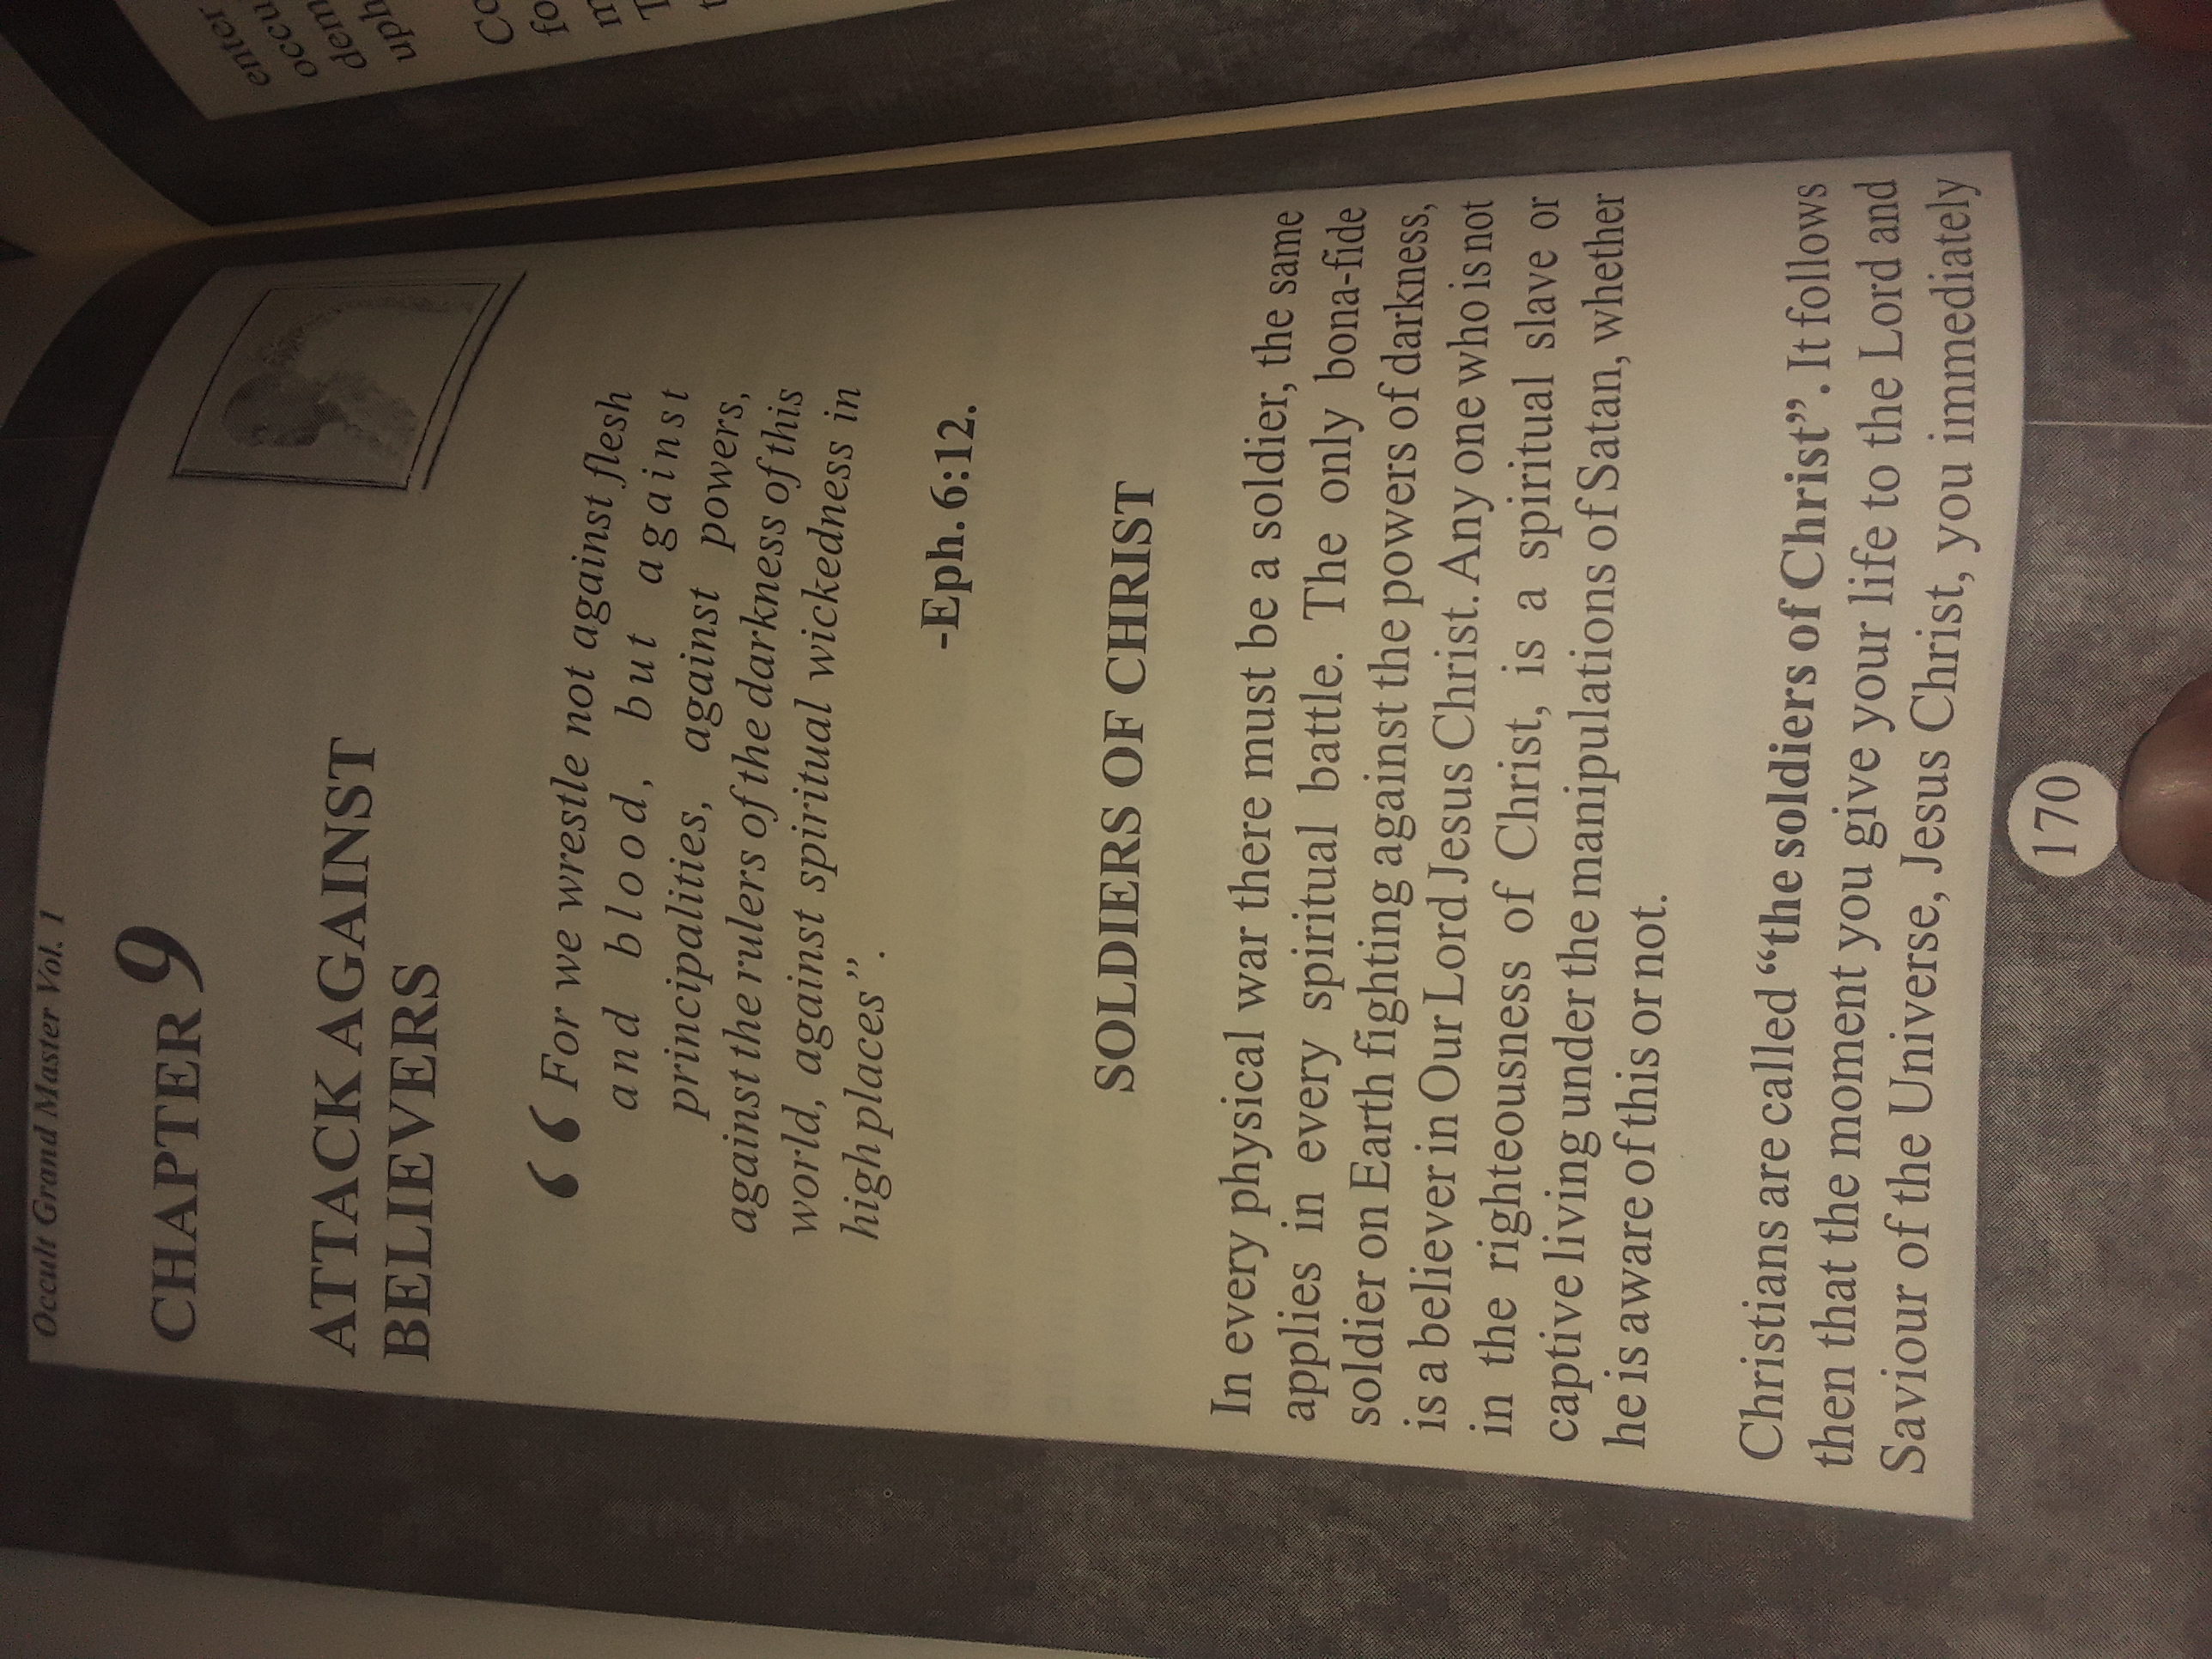 Occult Grand Master Vol. 1
CHAPTER 9
ATTACK AGAINST
BELIEVERS
“For we wrestle not against flesh
and blood, but against
principalities, against powers,
against the rulers of the darkness of this
world, against spiritual wickedness in
high places”.
-Eph. 6:12.
SOLDIERS OF CHRIST
In every physical war there must be a soldier, the same
applies in every spiritual battle. The only bona-fide
soldier on Earth fighting against the powers of darkness,
is a believer in Our Lord Jesus Christ. Any one who is not
in the righteousness of Christ, is a spiritual slave or
captive living under the manipulations of Satan, whether
he is aware of this or not.
Christians are called “the soldiers of Christ”. It follows
then that the moment you give your life to the Lord and
Saviour of the Universe, Jesus Christ, you immediately
170
enter
occu
dem
uph
Co
fo
m
T
t